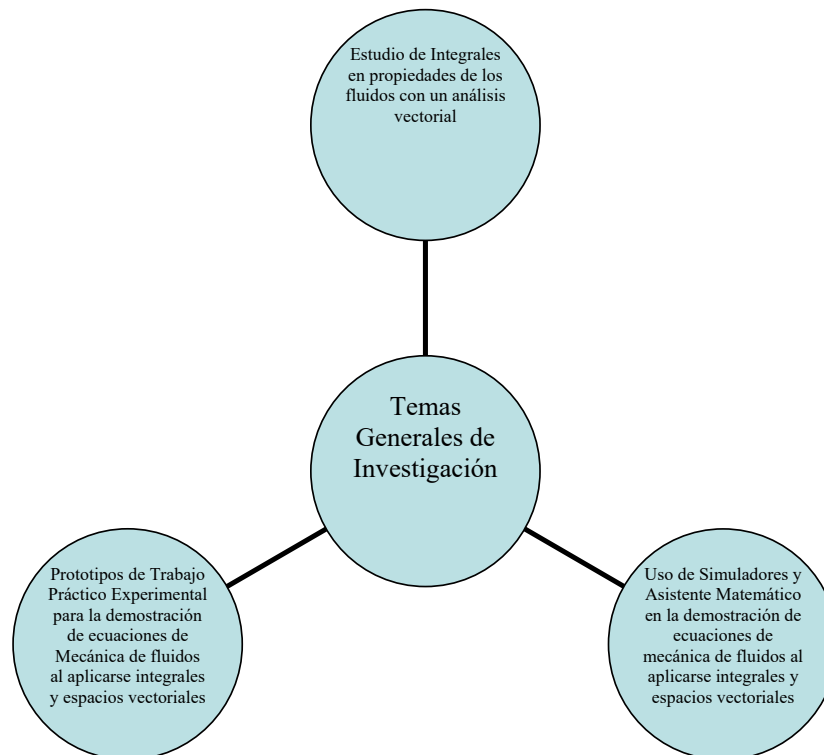 Estudio de Integrales
en propiedades de los
fluidos con un análisis
vectorial
Temas
Generales de
Investigación
Prototipos de Trabajo
Práctico Experimental
para la demostración
de ecuaciones de
Mecánica de fluidos
al aplicarse integrales
y espacios vectoriales
Uso de Simuladores y
Asistente Matemático
en la demostración de
ecuaciones de
mecánica de fluidos al
aplicarse integrales y
espacios vectoriales